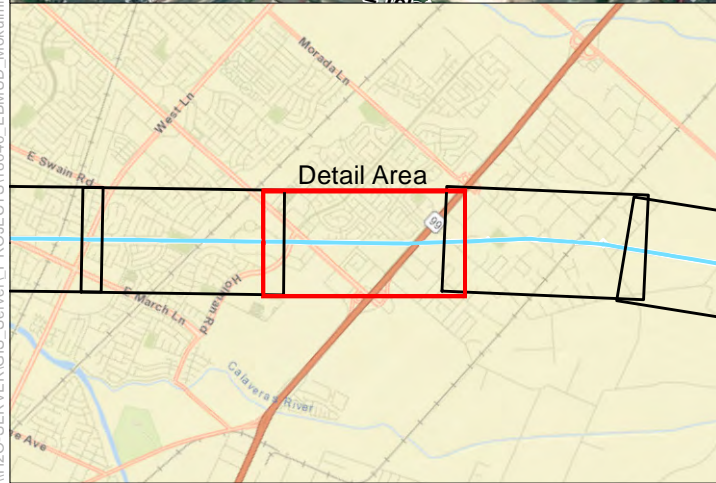 Morada Ln
West Ln
E Swain Rd
Detail Area
99
Holman Rd
E March Ln
Calaveras River
Ave